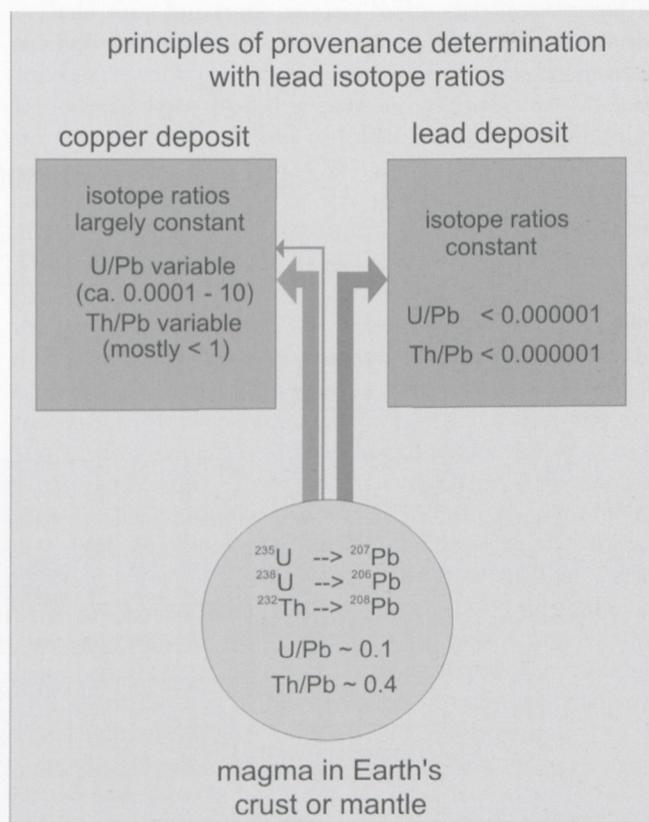 principles of provenance determination
with lead isotope ratios
copper deposit
isotope ratios
largely constant
U/Pb variable
(ca. 0.0001 - 10)
Th/Pb variable
(mostly < 1)
lead deposit
isotope ratios
constant
U/Pb < 0.000001
Th/Pb < 0.000001
²³⁵U --> ²⁰⁷Pb
²³⁸U --> ²⁰⁶Pb
²³²Th --> ²⁰⁸Pb
U/Pb ~ 0.1
Th/Pb ~ 0.4
magma in Earth's
crust or mantle